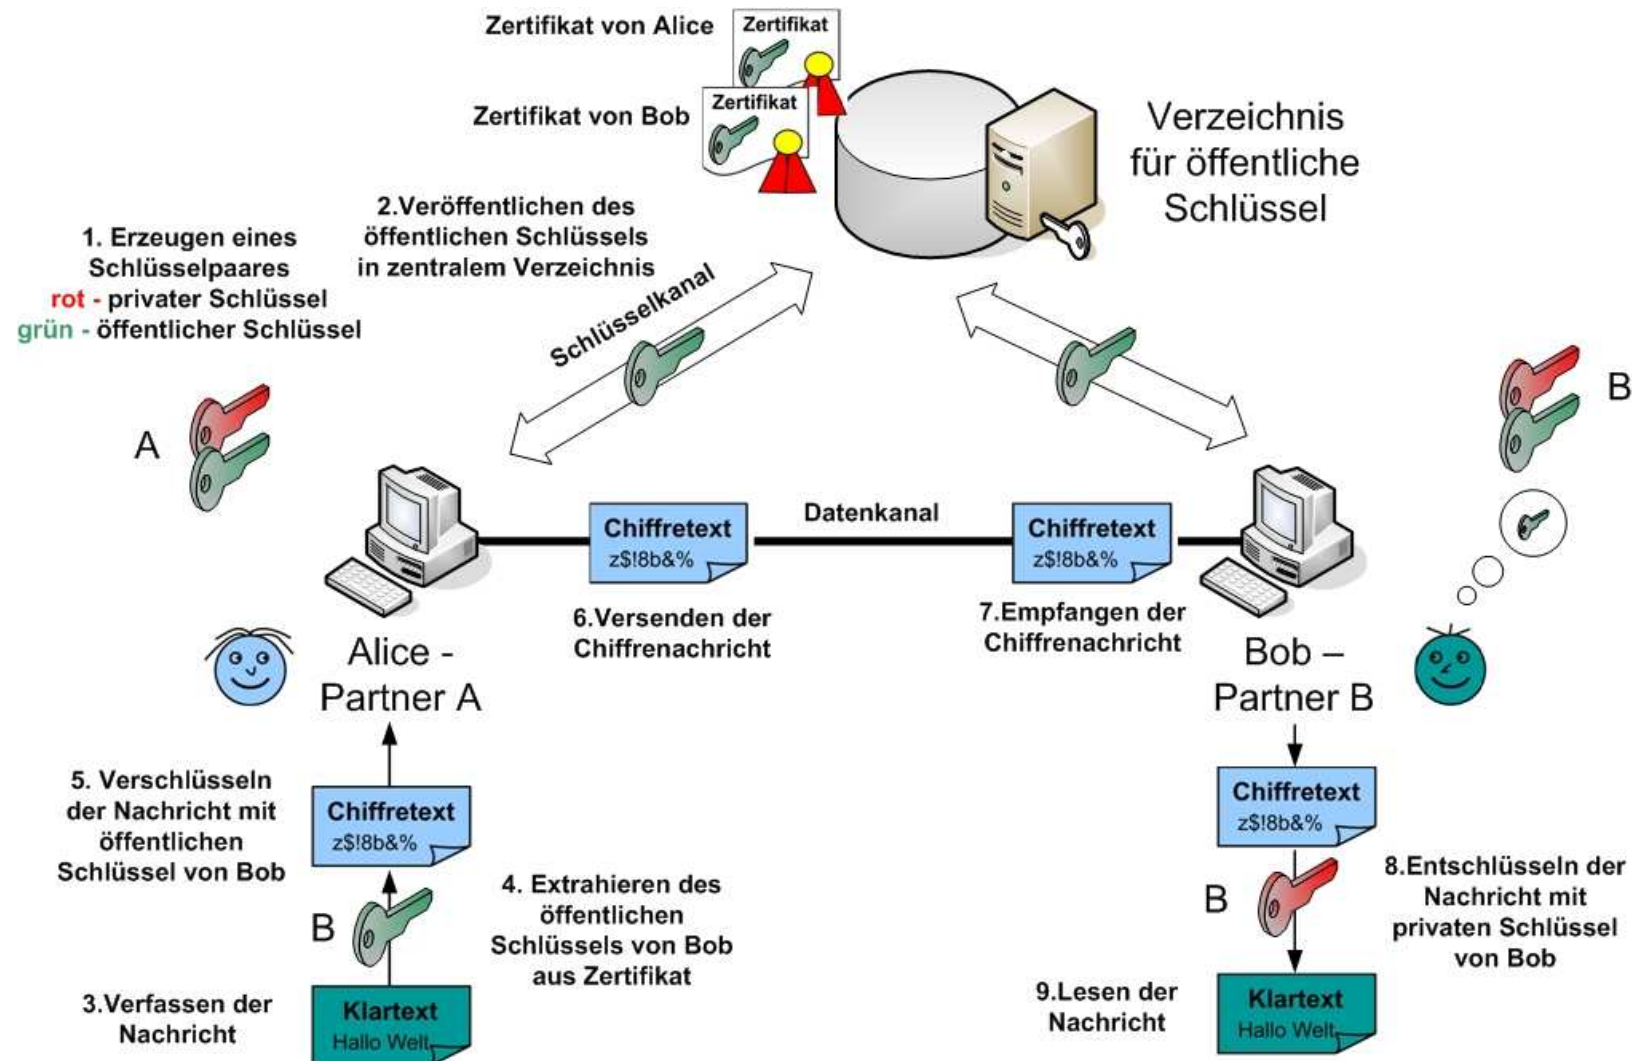 Zertifikat von Alice
Zertifikat
Zertifikat von Bob
Zertifikat
Verzeichnis
für öffentliche
Schlüssel
1. Erzeugen eines
Schlüsselpaares
rot - privater Schlüssel
grün - öffentlicher Schlüssel
2.Veröffentlichen des
öffentlichen Schlüssels
in zentralem Verzeichnis
Schlüsselkanal
A
B
Chiffretext
z$!8b&%
Datenkanal
Chiffretext
z$!8b&%
6.Versenden der
Chiffrenachricht
7.Empfangen der
Chiffrenachricht
Alice -
Partner A
Bob –
Partner B
5. Verschlüsseln
der Nachricht mit
öffentlichen
Schlüssel von Bob
Chiffretext
z$!8b&%
B
4. Extrahieren des
öffentlichen
Schlüssels von Bob
aus Zertifikat
3.Verfassen der
Nachricht
Klartext
Hallo Welt
Chiffretext
z$!8b&%
B
8.Entschlüsseln der
Nachricht mit
privaten Schlüssel
von Bob
9.Lesen der
Nachricht
Klartext
Hallo Welt